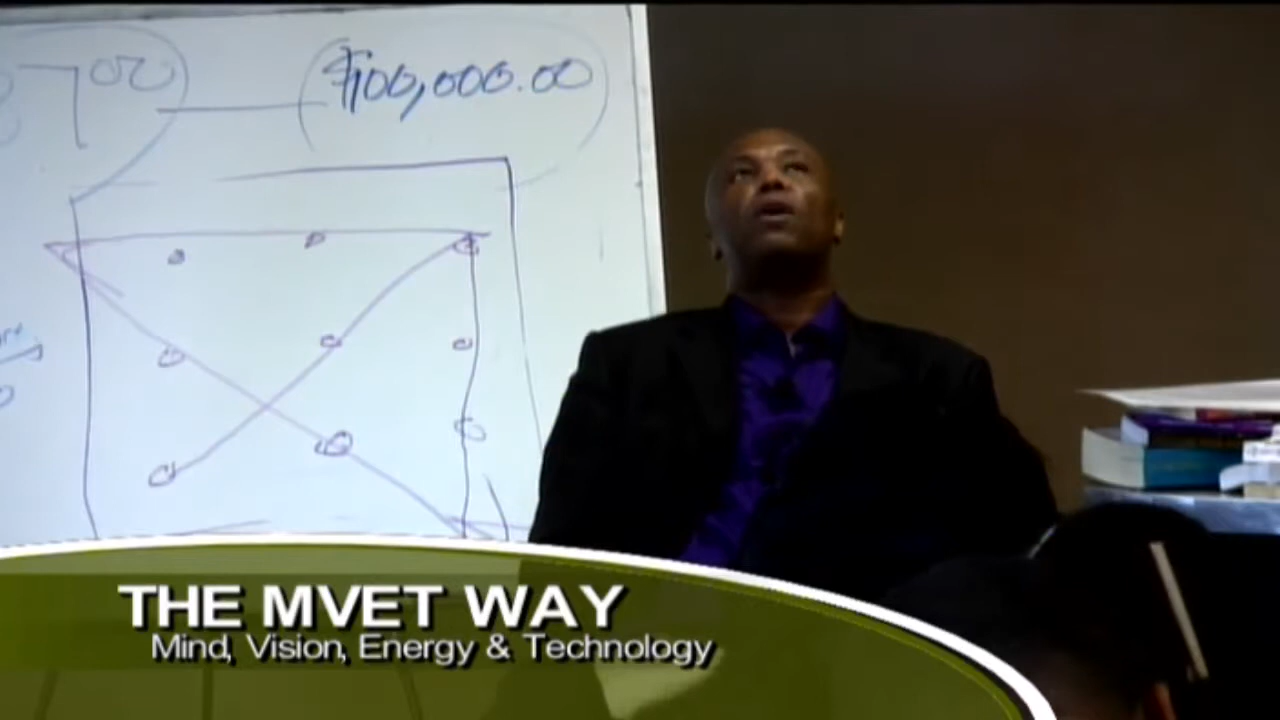 $100,000.00
THE MVET WAY
Mind, Vision, Energy & Technology